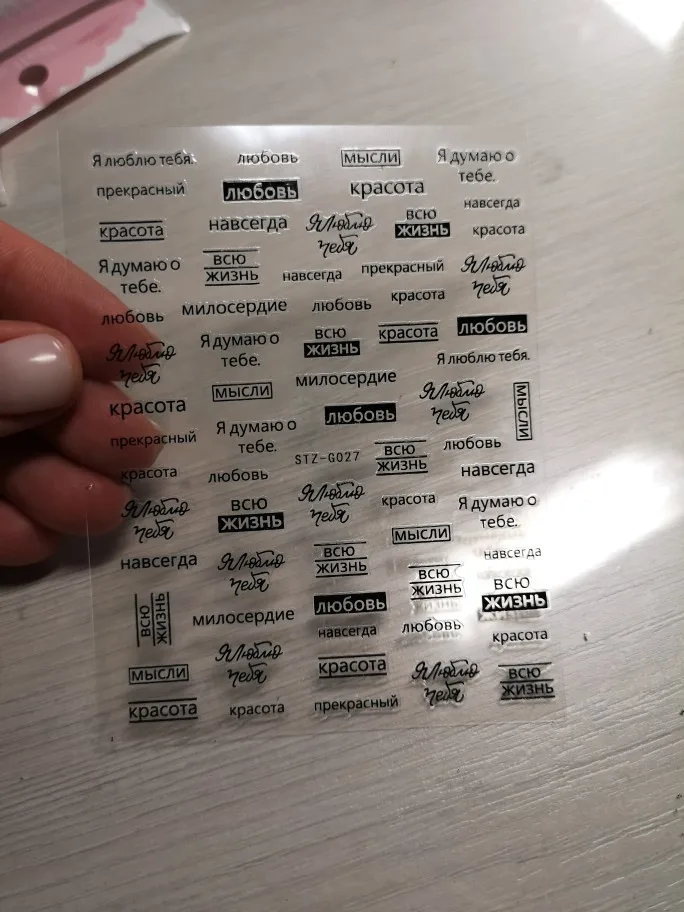 Я люблю тебя. любовь МЫСЛИ Я думаю о
тебе.
прекрасный любовь красота
навсегда
красота навсегда Я Люблю тебя ВСЮ ЖИЗНЬ красота
Я думаю о тебе. ВСЮ ЖИЗНЬ навсегда прекрасный Я Люблю тебя
любовь милосердие любовь красота
Я Люблю тебя Я думаю о тебе. ВСЮ ЖИЗНЬ красота любовь
Я люблю тебя.
красота МЫСЛИ милосердие Я Люблю тебя МЫСЛИ
любовь
прекрасный Я думаю о тебе. STZ-G027 ВСЮ ЖИЗНЬ любовь
красота любовь навсегда
Я Люблю тебя ВСЮ ЖИЗНЬ Я Люблю тебя красота Я думаю о тебе.
МЫСЛИ
навсегда Я Люблю тебя ВСЮ ЖИЗНЬ навсегда
ВСЮ ЖИЗНЬ ВСЮ ЖИЗНЬ
ВСЮ ЖИЗНЬ милосердие любовь
навсегда любовь красота
МЫСЛИ Я Люблю тебя красота Я Люблю тебя ВСЮ ЖИЗНЬ
красота красота прекрасный